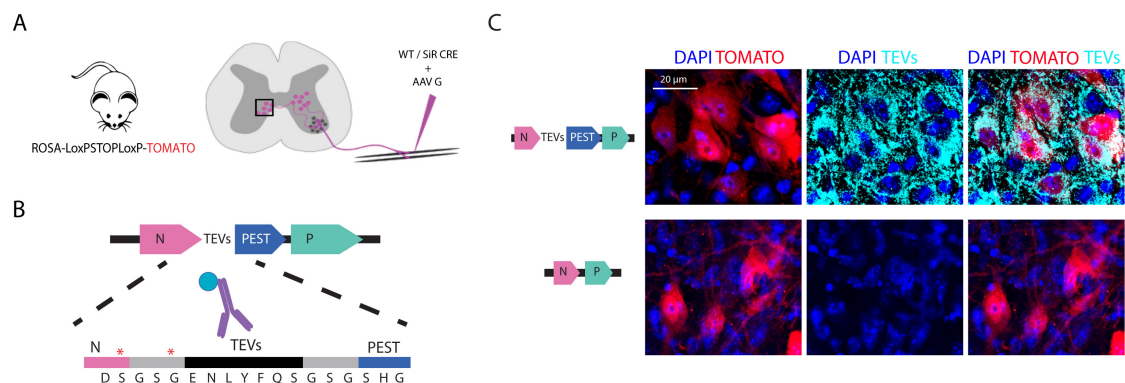 A
WT / SiR CRE
+
AAV G
ROSA-LoxPSTOPLoxP-TOMATO
B
N TEVs PEST P
N * * TEVs PEST
D S G S G E N L Y F Q S G S G S H G
C
DAPI TOMATO DAPI TEVs DAPI TOMATO TEVs
20 µm
N TEVs PEST P
N P